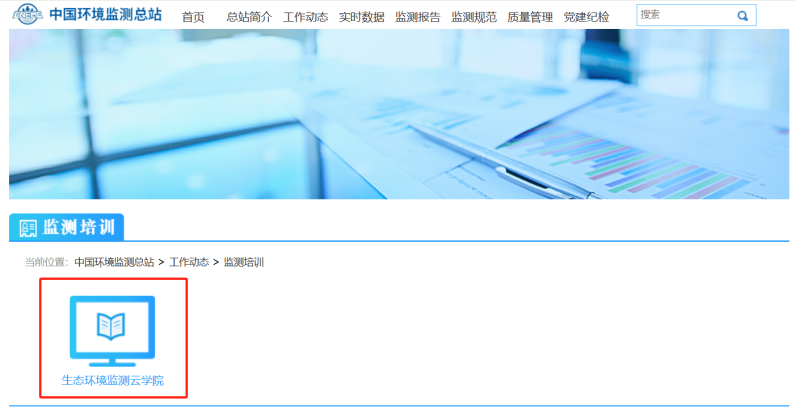 CNEMC 中国环境监测总站 首页 总站简介 工作动态 实时数据 监测报告 监测规范 质量管理 党建纪检 搜索
监测培训
当前位置：中国环境监测总站 > 工作动态 > 监测培训
生态环境监测云学院